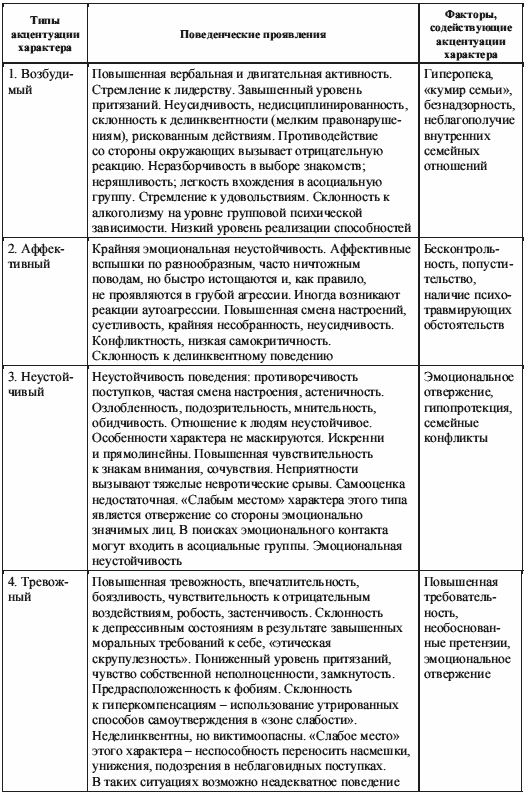 Типы
акцентуации
характера
Поведенческие проявления
Факторы,
содействующие
акцентуации
характера
1. Возбуди-
мый
Повышенная вербальная и двигательная активность.
Стремление к лидерству. Завышенный уровень
притязаний. Неусидчивость, недисциплинированность,
склонность к делинквентности (мелким правонаруше-
ниям), рискованным действиям. Противодействие
со стороны окружающих вызывает отрицательную
реакцию. Неразборчивость в выборе знакомств;
неряшливость; легкость вхождения в асоциальную
группу. Стремление к удовольствиям. Склонность к
алкоголизму на уровне групповой психической
зависимости. Низкий уровень реализации способностей
Гиперопека,
«кумир семьи»,
безнадзорность,
неблагополучие
внутренних
семейных
отношений
2. Аффек-
тивный
Крайняя эмоциональная неустойчивость. Аффективные
вспышки по разнообразным, часто ничтожным
поводам, но быстро истощаются и, как правило,
не проявляются в грубой агрессии. Иногда возникают
реакции аутоагрессии. Повышенная смена настроений,
суетливость, крайняя несобранность, неусидчивость.
Конфликтность, низкая самокритичность.
Склонность к делинквентному поведению
Бесконтроль-
ность, попусти-
тельство,
наличие психо-
травмирующих
обстоятельств
3. Неустой-
чивый
Неустойчивость поведения: противоречивость
поступков, частая смена настроения, астеничность.
Озлобленность, подозрительность, мнительность,
обидчивость. Отношение к людям неустойчивое.
Особенности характера не маскируются. Искренни
и прямолинейны. Повышенная чувствительность
к знакам внимания, сочувствия. Неприятности
вызывают тяжелые невротические срывы. Самооценка
недостаточная. «Слабым местом» характера этого типа
является отвержение со стороны эмоционально
значимых лиц. В поисках эмоционального контакта
могут входить в асоциальные группы. Эмоциональная
неустойчивость
Эмоциональное
отвержение,
гипопротекция,
семейные
конфликты
4. Тревож-
ный
Повышенная тревожность, впечатлительность,
боязливость, чувствительность к отрицательным
воздействиям, робость, застенчивость. Склонность
к депрессивным состояниям в результате завышенных
моральных требований к себе, «этическая
скрупулезность». Пониженный уровень притязаний,
чувство собственной неполноценности, замкнутость.
Предрасположенность к фобиям. Склонность
к гиперкомпенсациям – использование утрированных
способов самоутверждения в «зоне слабости».
Неделинквентны, но виктимоопасны. «Слабое место»
этого характера – неспособность переносить насмешки,
унижения, подозрения в неблаговидных поступках.
В таких ситуациях возможно неадекватное поведение
Повышенная
требователь-
ность,
необоснован-
ные претензии,
эмоциональное
отвержение